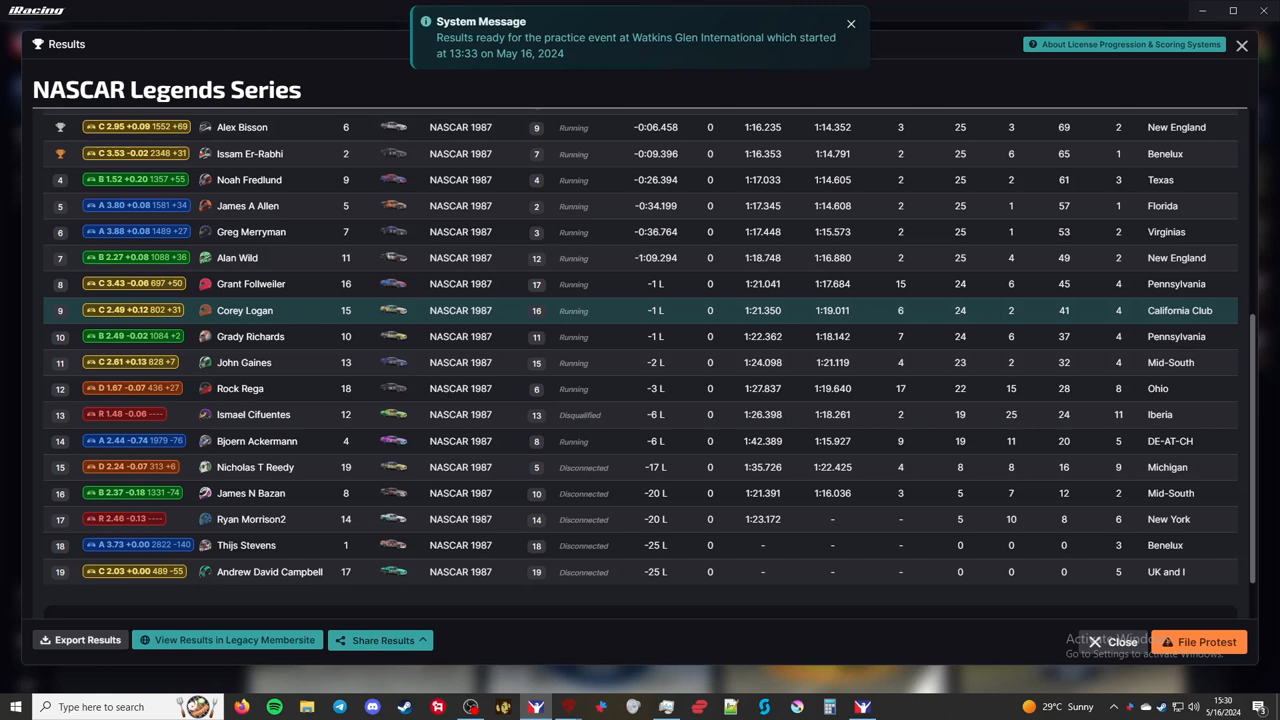 iRacing
System Message
Results ready for the practice event at Watkins Glen International which started
at 13:33 on May 16, 2024
Results
About License Progression & Scoring Systems
NASCAR Legends Series
C 2.95 +0.09 1552 +69 Alex Bisson 6 NASCAR 1987 9 Running -0:06.458 0 1:16.235 1:14.352 3 25 3 69 2 New England
C 3.53 -0.02 2348 +31 Issam Er-Rabhi 2 NASCAR 1987 7 Running -0:09.396 0 1:16.353 1:14.791 2 25 6 65 1 Benelux
4 B 1.52 +0.20 1357 +55 Noah Fredlund 9 NASCAR 1987 4 Running -0:26.394 0 1:17.033 1:14.605 2 25 2 61 3 Texas
5 A 3.80 +0.08 1581 +34 James A Allen 5 NASCAR 1987 2 Running -0:34.199 0 1:17.345 1:14.608 2 25 1 57 1 Florida
6 A 3.88 +0.08 1489 +27 Greg Merryman 7 NASCAR 1987 3 Running -0:36.764 0 1:17.448 1:15.573 2 25 1 53 2 Virginias
7 B 2.27 +0.08 1088 +36 Alan Wild 11 NASCAR 1987 12 Running -1:09.294 0 1:18.748 1:16.880 2 25 4 49 2 New England
8 C 3.43 -0.06 697 +50 Grant Follweiler 16 NASCAR 1987 17 Running -1 L 0 1:21.041 1:17.684 15 24 6 45 4 Pennsylvania
9 C 2.49 +0.12 802 +31 Corey Logan 15 NASCAR 1987 16 Running -1 L 0 1:21.350 1:19.011 6 24 2 41 4 California Club
10 B 2.49 -0.02 1084 +2 Grady Richards 10 NASCAR 1987 11 Running -1 L 0 1:22.362 1:18.142 7 24 6 37 4 Pennsylvania
11 C 2.61 +0.13 828 +7 John Gaines 13 NASCAR 1987 15 Running -2 L 0 1:24.098 1:21.119 4 23 2 32 4 Mid-South
12 D 1.67 -0.07 436 +27 Rock Rega 18 NASCAR 1987 6 Running -3 L 0 1:27.837 1:19.640 17 22 15 28 8 Ohio
13 R 1.48 -0.06 ---- Ismael Cifuentes 12 NASCAR 1987 13 Disqualified -6 L 0 1:26.398 1:18.261 2 19 25 24 11 Iberia
14 A 2.44 -0.74 1979 -76 Bjoern Ackermann 4 NASCAR 1987 8 Running -6 L 0 1:42.389 1:15.927 9 19 11 20 5 DE-AT-CH
15 D 2.24 -0.07 313 +6 Nicholas T Reedy 19 NASCAR 1987 5 Disconnected -17 L 0 1:35.726 1:22.425 4 8 8 16 9 Michigan
16 B 2.37 -0.18 1331 -74 James N Bazan 8 NASCAR 1987 10 Disconnected -20 L 0 1:21.391 1:16.036 3 5 7 12 2 Mid-South
17 R 2.46 -0.13 ---- Ryan Morrison2 14 NASCAR 1987 14 Disconnected -20 L 0 1:23.172 - - 5 10 8 6 New York
18 A 3.73 +0.00 2822 -140 Thijs Stevens 1 NASCAR 1987 18 Disconnected -25 L 0 - - - 0 0 0 3 Benelux
19 C 2.03 +0.00 489 -55 Andrew David Campbell 17 NASCAR 1987 19 Disconnected -25 L 0 - - - 0 0 0 5 UK and I
Export Results View Results in Legacy Membersite Share Results Close File Protest
Activate Windows
Go to Settings to activate Windows.
Type here to search
29°C Sunny
15:30
5/16/2024